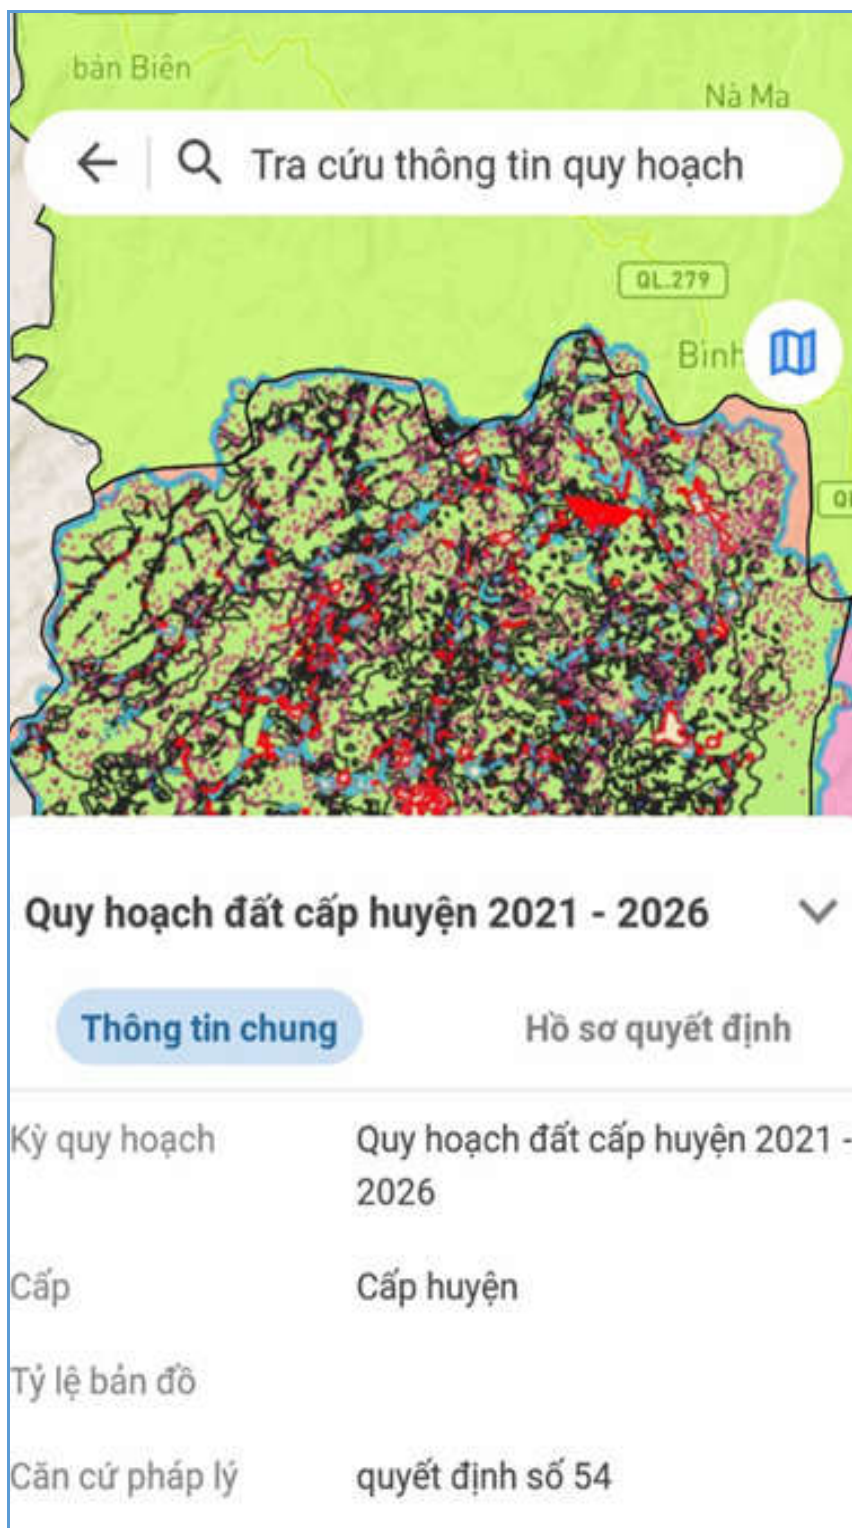 bản Biên
Nà Ma
Tra cứu thông tin quy hoạch
QL.279
Bình
Quy hoạch đất cấp huyện 2021 - 2026
Thông tin chung
Hồ sơ quyết định
Kỳ quy hoạch
Quy hoạch đất cấp huyện 2021 -
2026
Cấp
Cấp huyện
Tỷ lệ bản đồ
Căn cứ pháp lý
quyết định số 54